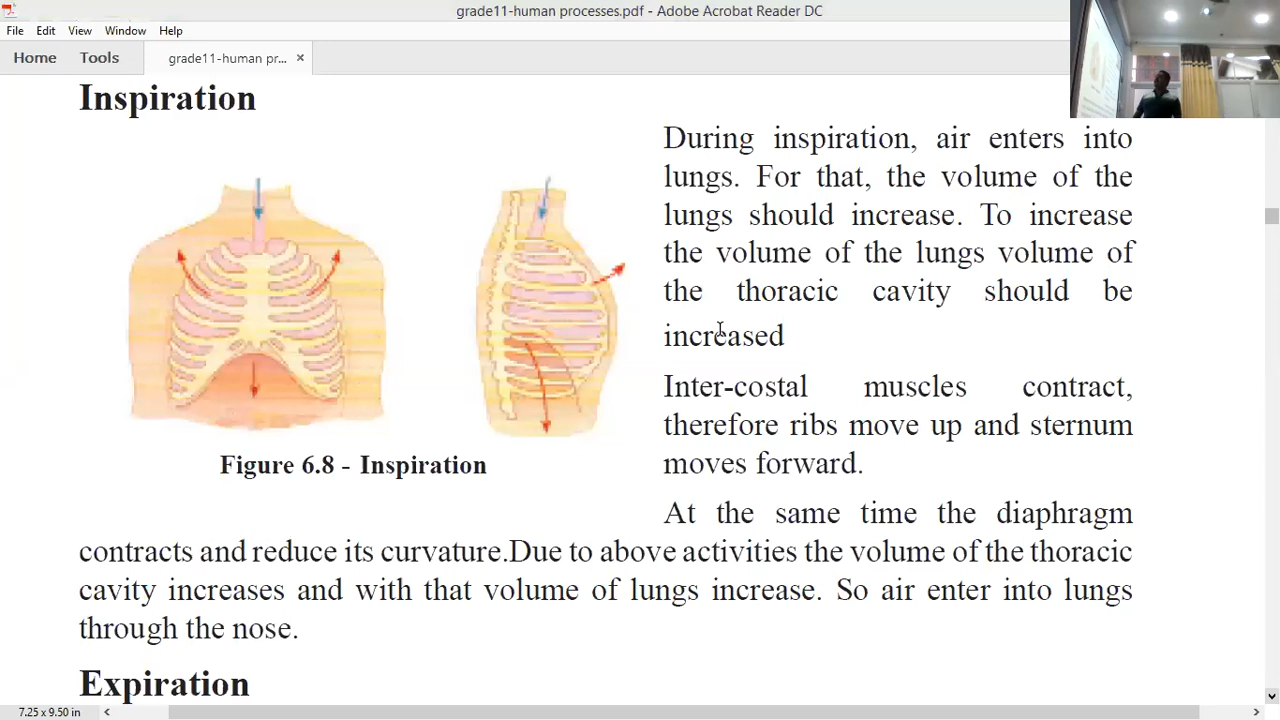 grade11-human processes.pdf - Adobe Acrobat Reader DC
File Edit View Window Help
Home Tools grade11-human pr... ×
Inspiration
During inspiration, air enters into
lungs. For that, the volume of the
lungs should increase. To increase
the volume of the lungs volume of
the thoracic cavity should be
increased
Inter-costal muscles contract,
therefore ribs move up and sternum
moves forward.
Figure 6.8 - Inspiration
At the same time the diaphragm
contracts and reduce its curvature.Due to above activities the volume of the thoracic
cavity increases and with that volume of lungs increase. So air enter into lungs
through the nose.
Expiration
7.25 x 9.50 in